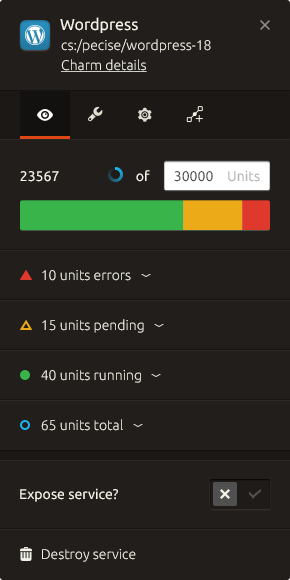 Wordpress
cs:/pecise/wordpress-18
Charm details
23567 of 30000 Units
10 units errors
15 units pending
40 units running
65 units total
Expose service?
Destroy service